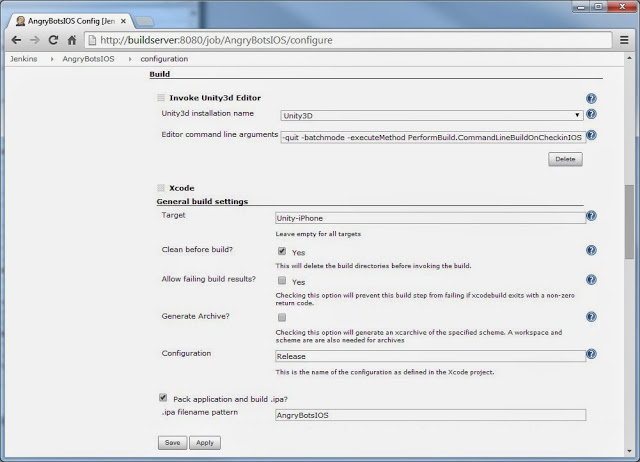 AngryBotsIOS Config [Jen
http://buildserver:8080/job/AngryBotsIOS/configure
Jenkins AngryBotsIOS configuration
Build
Invoke Unity3d Editor
Unity3d installation name Unity3D
Editor command line arguments -quit -batchmode -executeMethod PerformBuild.CommandLineBuildOnCheckinIOS
Delete
Xcode
General build settings
Target Unity-iPhone
Leave empty for all targets
Clean before build? Yes
This will delete the build directories before invoking the build.
Allow failing build results? Yes
Checking this option will prevent this build step from failing if xcodebuild exits with a non-zero
return code.
Generate Archive?
Checking this option will generate an xcarchive of the specified scheme. A workspace and
scheme are are also needed for archives
Configuration Release
This is the name of the configuration as defined in the Xcode project.
Pack application and build .ipa?
.ipa filename pattern AngryBotsIOS
Save Apply